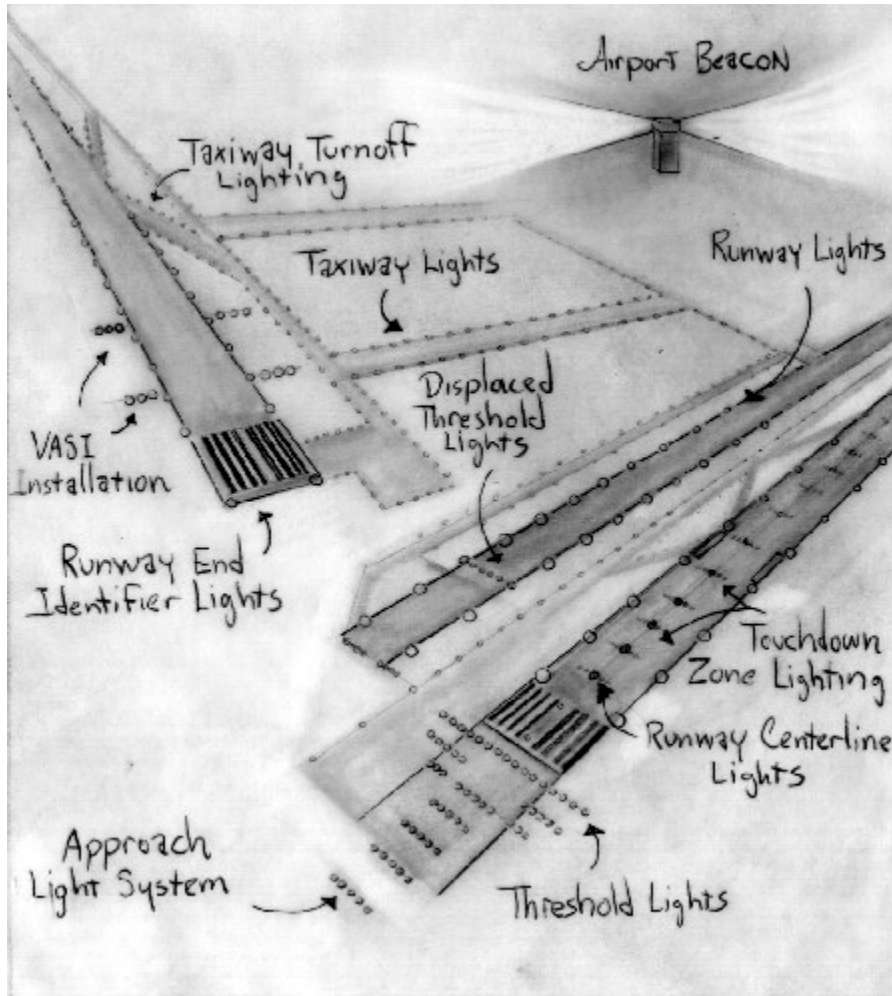 Airport Beacon
Taxiway Turnoff
Lighting
Runway Lights
Taxiway Lights
Displaced
Threshold
Lights
VASI
Installation
Runway End
Identifier Lights
Touchdown
Zone Lighting
Runway Centerline
Lights
Approach
Light System
Threshold Lights